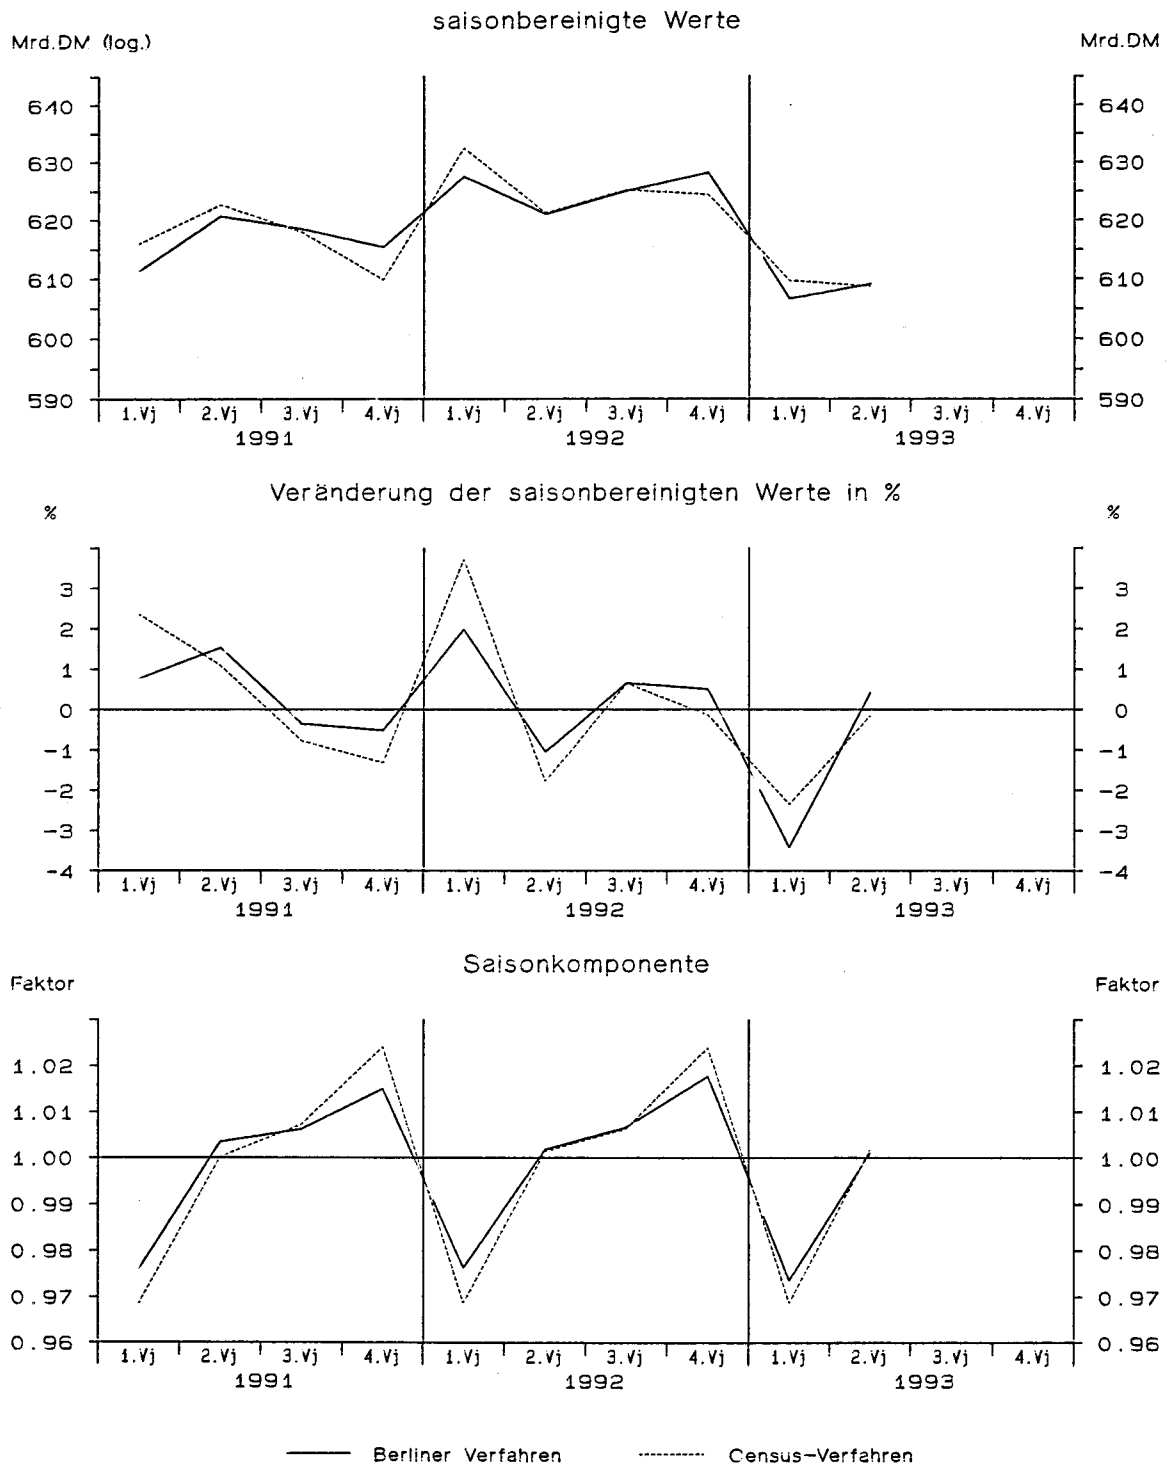 saisonbereinigte Werte
Mrd.DM (log.) Mrd.DM
640 640
630 630
620 620
610 610
600 600
590 590
1.Vj 2.Vj 3.Vj 4.Vj 1.Vj 2.Vj 3.Vj 4.Vj 1.Vj 2.Vj 3.Vj 4.Vj
1991 1992 1993
Veränderung der saisonbereinigten Werte in %
% %
3 3
2 2
1 1
0 0
-1 -1
-2 -2
-3 -3
-4 -4
1.Vj 2.Vj 3.Vj 4.Vj 1.Vj 2.Vj 3.Vj 4.Vj 1.Vj 2.Vj 3.Vj 4.Vj
1991 1992 1993
Saisonkomponente
Faktor Faktor
1.02 1.02
1.01 1.01
1.00 1.00
0.99 0.99
0.98 0.98
0.97 0.97
0.96 0.96
1.Vj 2.Vj 3.Vj 4.Vj 1.Vj 2.Vj 3.Vj 4.Vj 1.Vj 2.Vj 3.Vj 4.Vj
1991 1992 1993
Berliner Verfahren Census-Verfahren